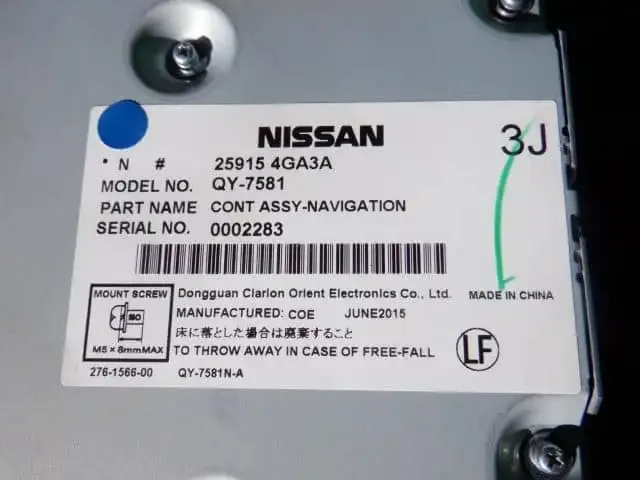 NISSAN
3J
* N # 25915 4GA3A
MODEL NO. QY-7581
PART NAME CONT ASSY-NAVIGATION
SERIAL NO. 0002283
MOUNT SCREW
ISO
M5 × 8mmMAX
Dongguan Clarion Orient Electronics Co., Ltd. MADE IN CHINA
MANUFACTURED: COE JUNE2015
床に落とした場合は廃棄すること
TO THROW AWAY IN CASE OF FREE-FALL
LF
276-1566-00 QY-7581N-A